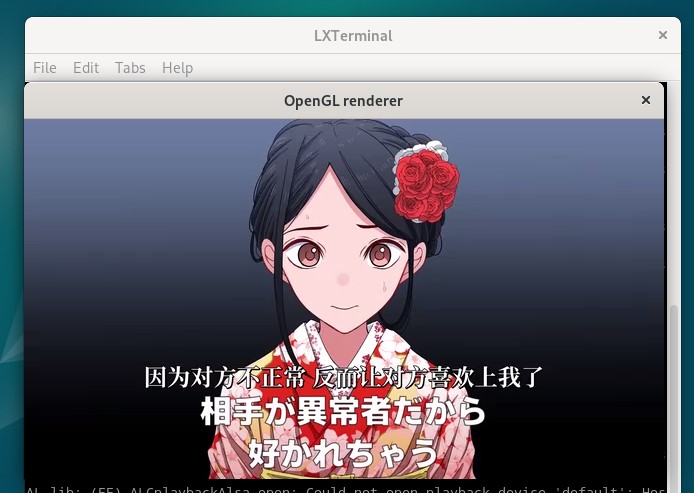 LXTerminal
File Edit Tabs Help
OpenGL renderer
因为对方不正常 反而让对方喜欢上我了
相手が異常者だから
好かれちゃう
AL lib: (EE) ALCplaybackAlsa_open: Could not open playback device 'default': Hos